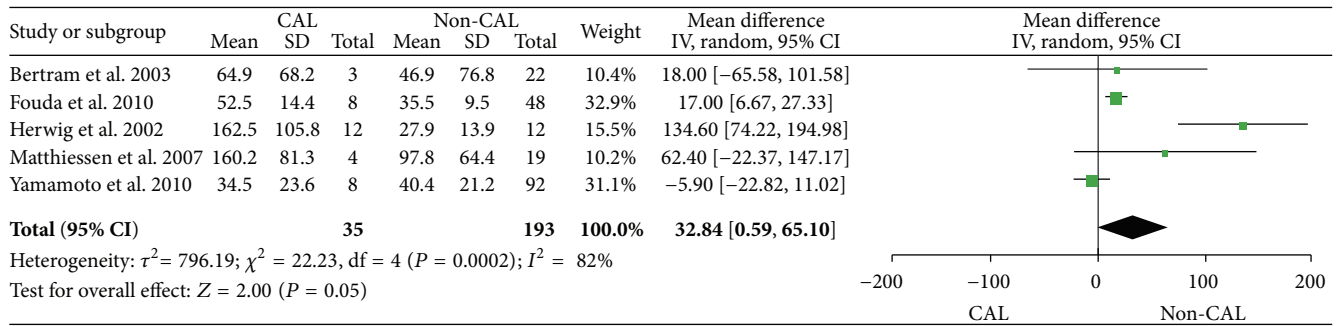 Study or subgroup CAL Non-CAL Weight Mean difference Mean difference
Mean SD Total Mean SD Total IV, random, 95% CI IV, random, 95% CI
Bertram et al. 2003 64.9 68.2 3 46.9 76.8 22 10.4% 18.00 [−65.58, 101.58]
Fouda et al. 2010 52.5 14.4 8 35.5 9.5 48 32.9% 17.00 [6.67, 27.33]
Herwig et al. 2002 162.5 105.8 12 27.9 13.9 12 15.5% 134.60 [74.22, 194.98]
Matthiessen et al. 2007 160.2 81.3 4 97.8 64.4 19 10.2% 62.40 [−22.37, 147.17]
Yamamoto et al. 2010 34.5 23.6 8 40.4 21.2 92 31.1% −5.90 [−22.82, 11.02]
Total (95% CI) 35 193 100.0% 32.84 [0.59, 65.10]
Heterogeneity: τ² = 796.19; χ² = 22.23, df = 4 (P = 0.0002); I² = 82%
Test for overall effect: Z = 2.00 (P = 0.05)
−200 −100 0 100 200
CAL Non-CAL